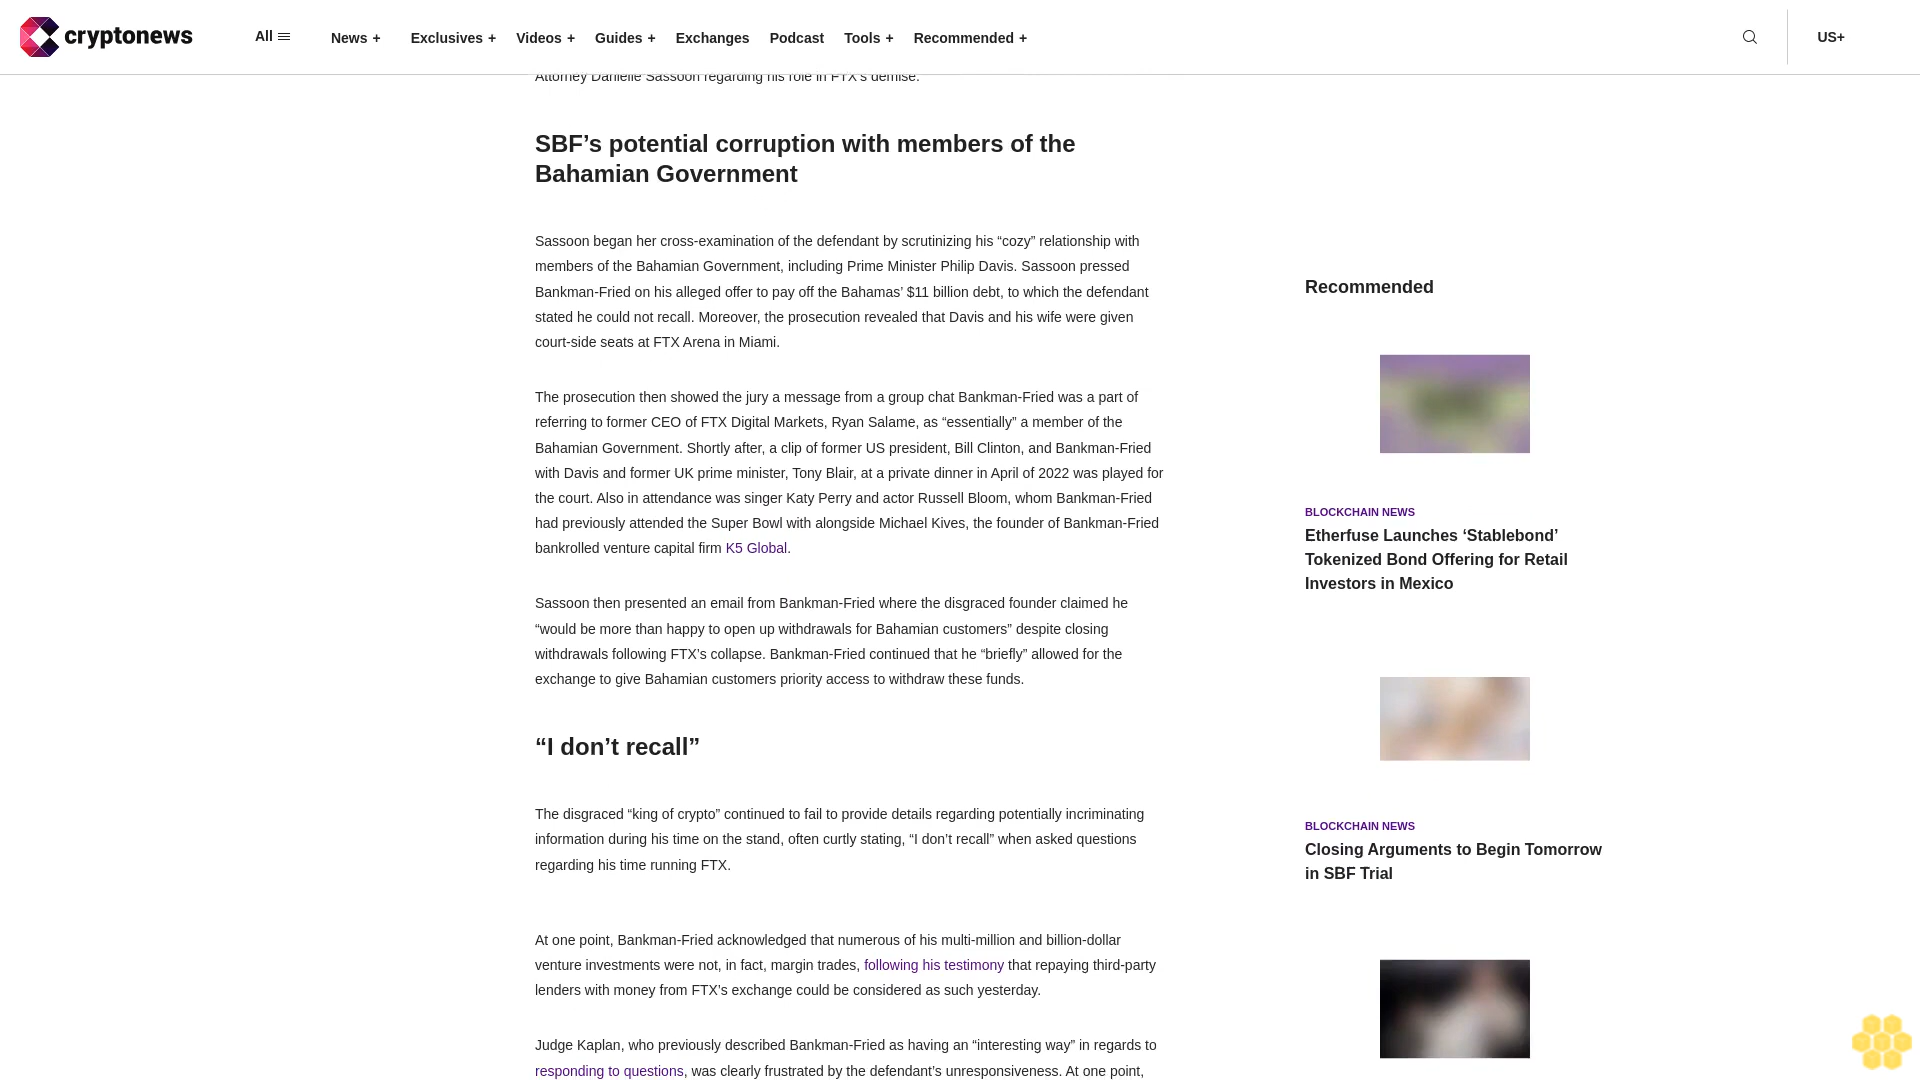 cryptonews
All
News +
Exclusives +
Videos +
Guides +
Exchanges
Podcast
Tools +
Recommended +
US+
Attorney Danielle Sassoon regarding his role in FTX’s demise.
SBF’s potential corruption with members of the
Bahamian Government
Sassoon began her cross-examination of the defendant by scrutinizing his “cozy” relationship with
members of the Bahamian Government, including Prime Minister Philip Davis. Sassoon pressed
Bankman-Fried on his alleged offer to pay off the Bahamas’ $11 billion debt, to which the defendant
stated he could not recall. Moreover, the prosecution revealed that Davis and his wife were given
court-side seats at FTX Arena in Miami.
The prosecution then showed the jury a message from a group chat Bankman-Fried was a part of
referring to former CEO of FTX Digital Markets, Ryan Salame, as “essentially” a member of the
Bahamian Government. Shortly after, a clip of former US president, Bill Clinton, and Bankman-Fried
with Davis and former UK prime minister, Tony Blair, at a private dinner in April of 2022 was played for
the court. Also in attendance was singer Katy Perry and actor Russell Bloom, whom Bankman-Fried
had previously attended the Super Bowl with alongside Michael Kives, the founder of Bankman-Fried
bankrolled venture capital firm K5 Global.
Sassoon then presented an email from Bankman-Fried where the disgraced founder claimed he
“would be more than happy to open up withdrawals for Bahamian customers” despite closing
withdrawals following FTX’s collapse. Bankman-Fried continued that he “briefly” allowed for the
exchange to give Bahamian customers priority access to withdraw these funds.
“I don’t recall”
The disgraced “king of crypto” continued to fail to provide details regarding potentially incriminating
information during his time on the stand, often curtly stating, “I don’t recall” when asked questions
regarding his time running FTX.
At one point, Bankman-Fried acknowledged that numerous of his multi-million and billion-dollar
venture investments were not, in fact, margin trades, following his testimony that repaying third-party
lenders with money from FTX’s exchange could be considered as such yesterday.
Judge Kaplan, who previously described Bankman-Fried as having an “interesting way” in regards to
responding to questions, was clearly frustrated by the defendant’s unresponsiveness. At one point,
Recommended
BLOCKCHAIN NEWS
Etherfuse Launches ‘Stablebond’
Tokenized Bond Offering for Retail
Investors in Mexico
BLOCKCHAIN NEWS
Closing Arguments to Begin Tomorrow
in SBF Trial